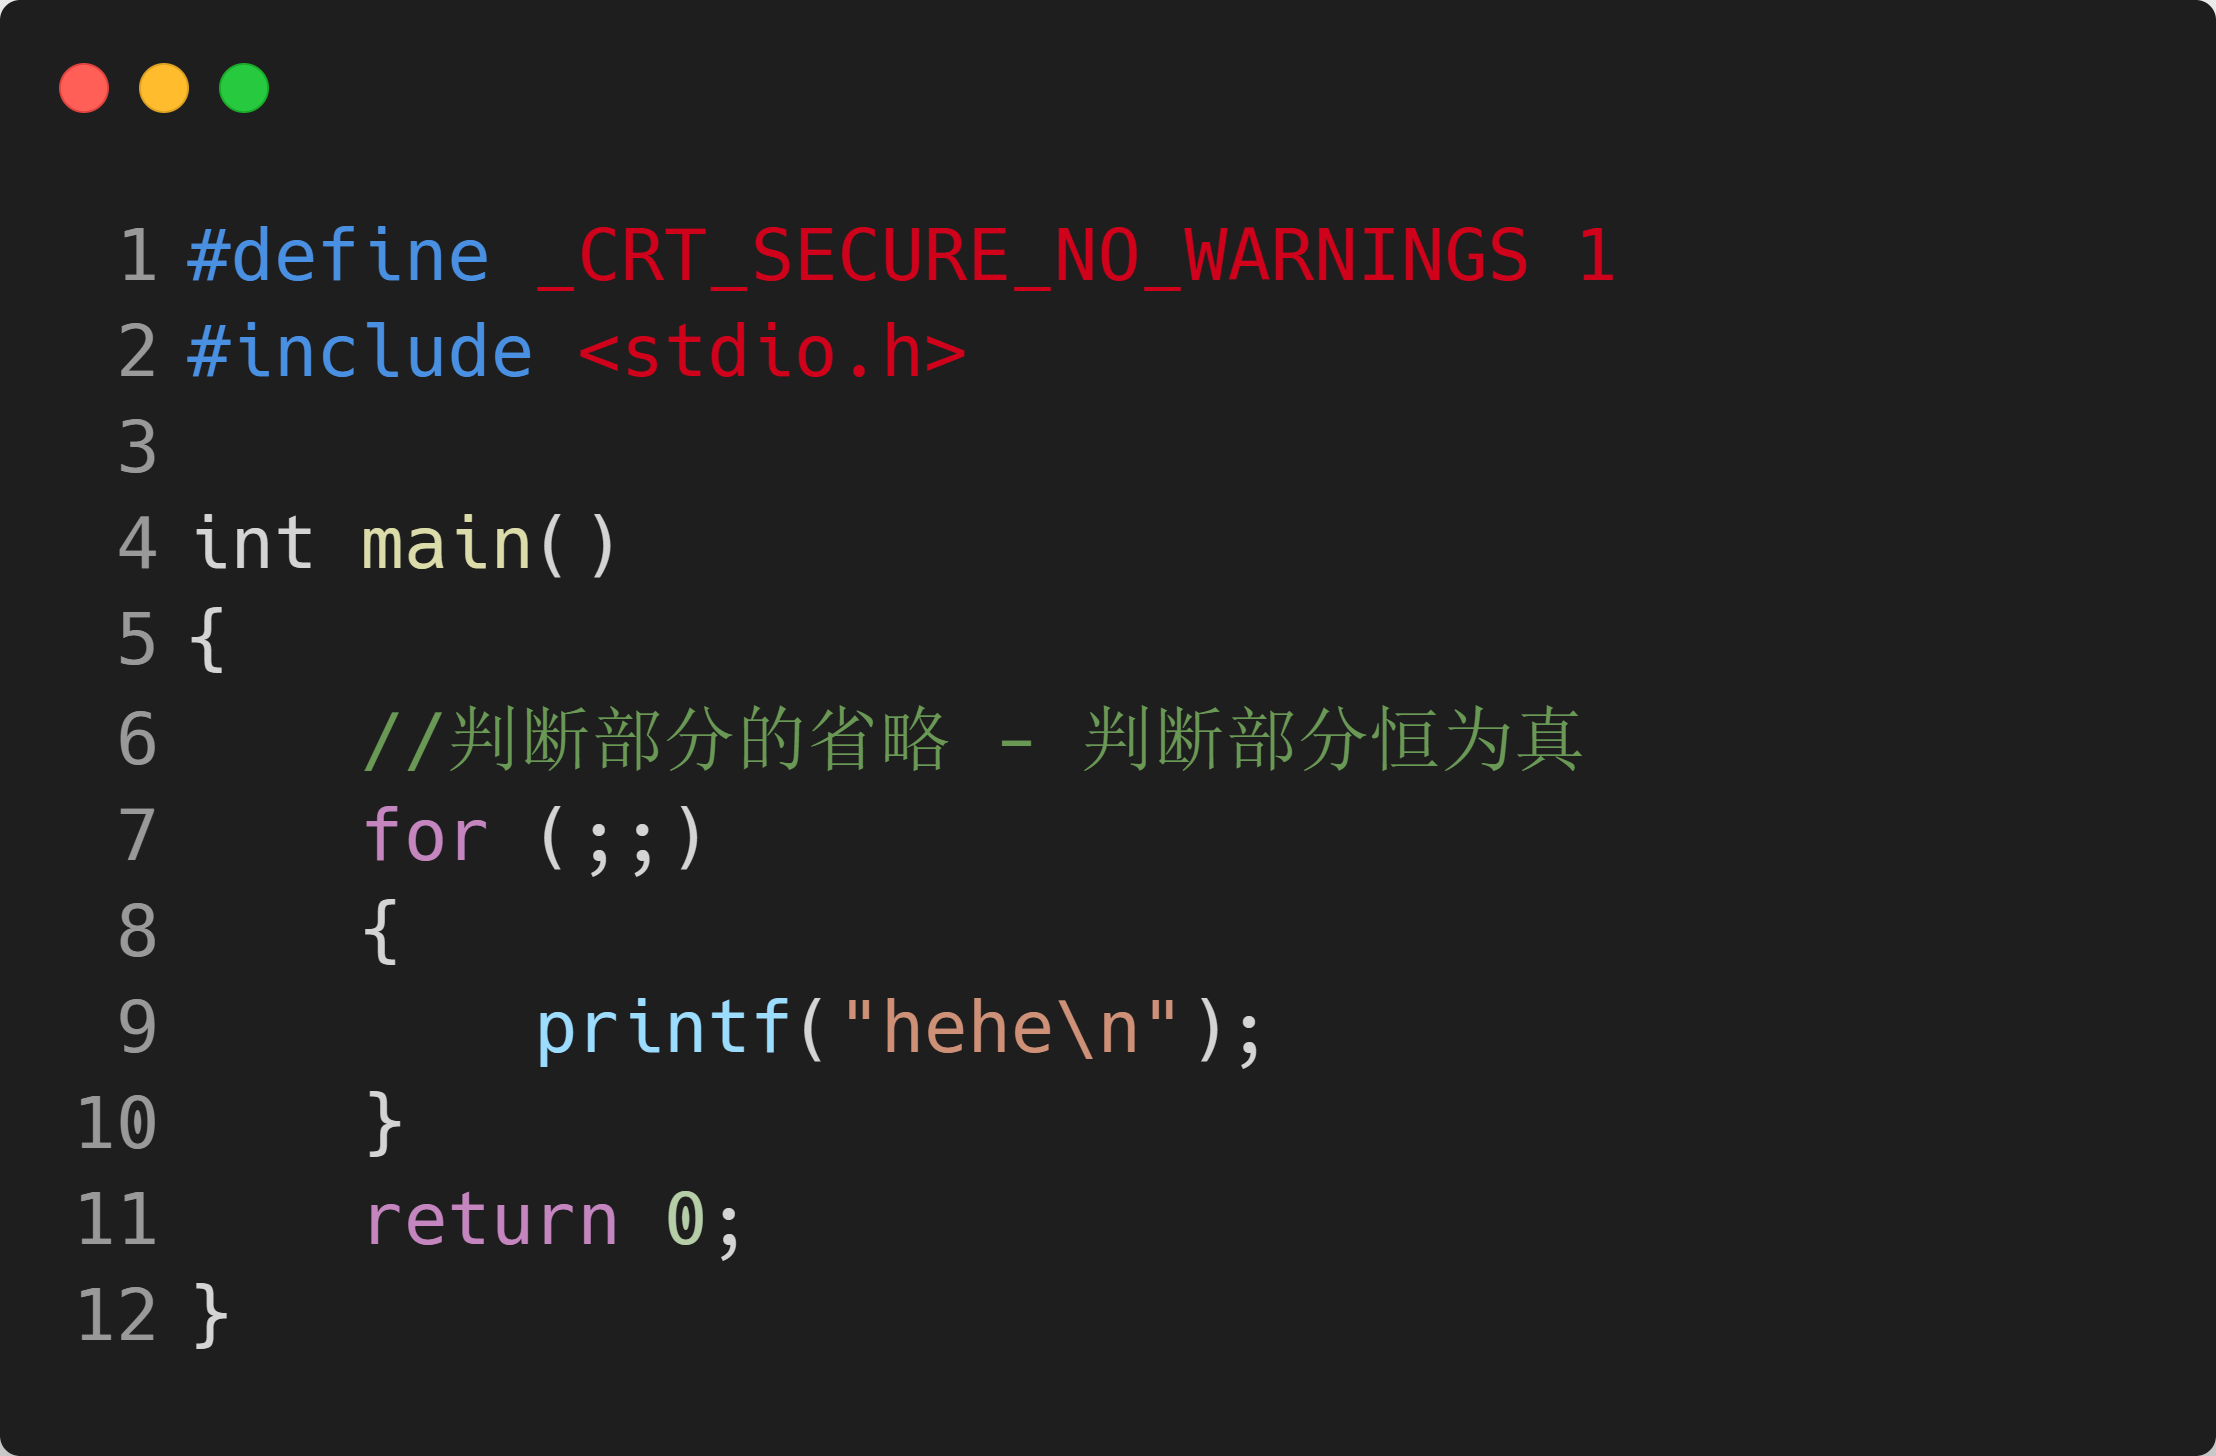 1 #define _CRT_SECURE_NO_WARNINGS 1
2 #include <stdio.h>
3
4 int main()
5 {
6     //判断部分的省略 - 判断部分恒为真
7     for (;;)
8     {
9         printf("hehe\n");
10     }
11     return 0;
12 }